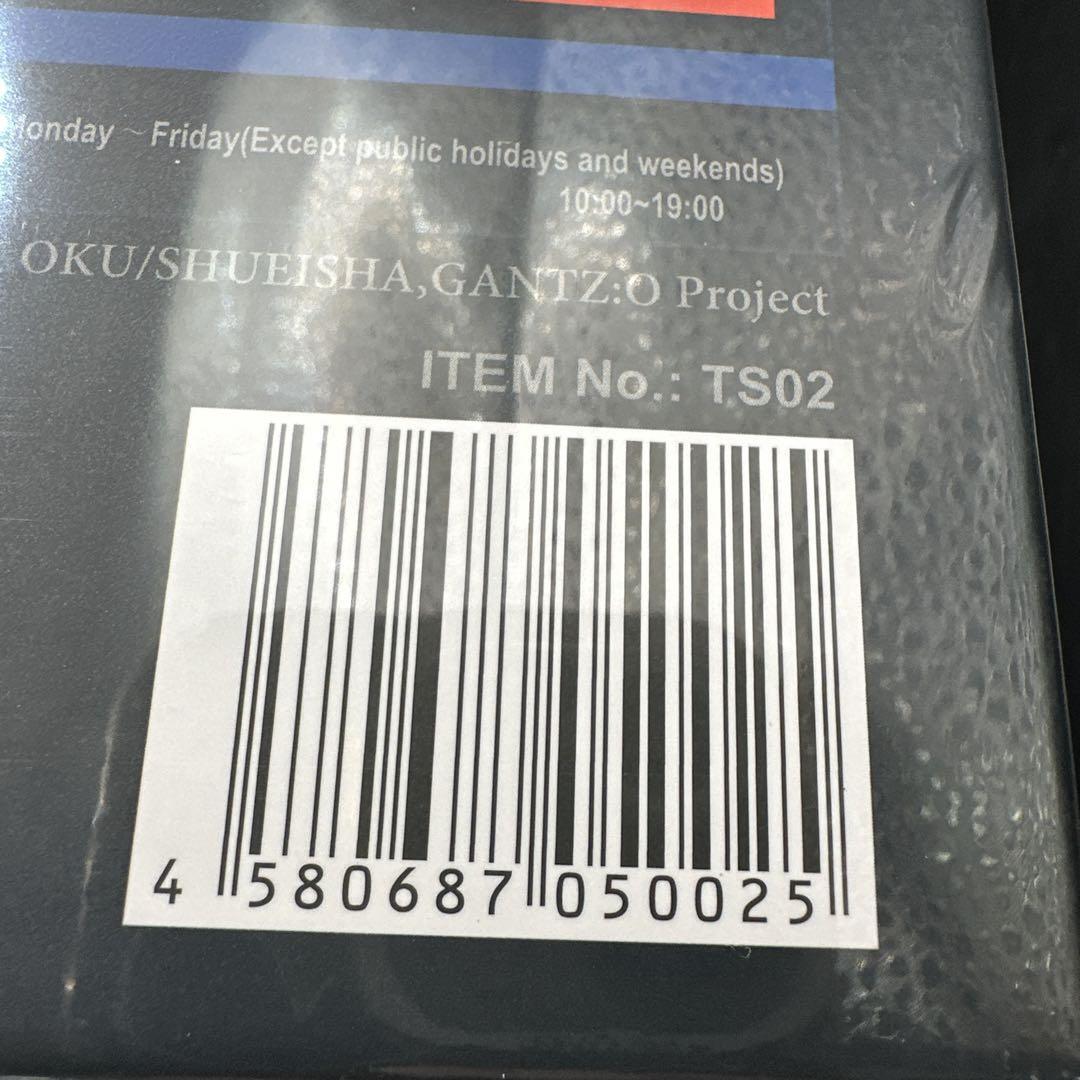 onday ~ Friday(Except public holidays and weekends)
10:00~19:00
OKU/SHUEISHA,GANTZ:O Project
ITEM No.: TS02
4 580687 050025